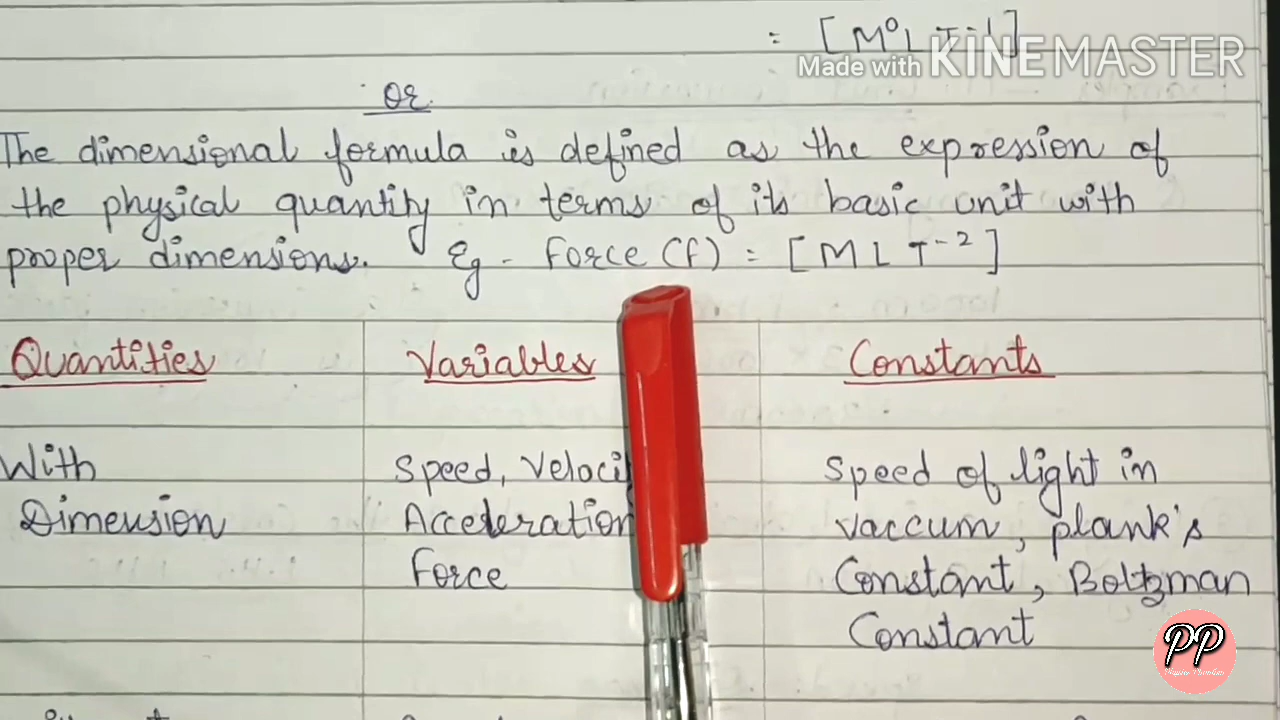 = [M⁰L T⁻¹]
Made with KINEMASTER
or
The dimensional formula is defined as the expression of
the physical quantity in terms of its basic unit with
proper dimensions. Eg - Force (f) = [M L T⁻²]
Quantities Variables Constants
With Speed, Veloci Speed of light in
Dimension Acceleration vaccum, plank's
Force Constant, Boltzman
Constant
PP